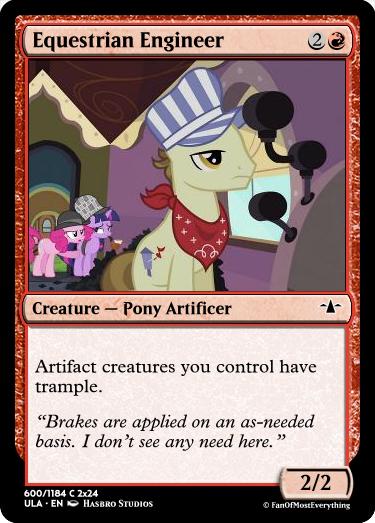 Equestrian Engineer 2
Creature — Pony Artificer
Artifact creatures you control have
trample.
“Brakes are applied on an as-needed
basis. I don't see any need here.”
2/2
600/1184 C 2x24
ULA • EN Hasbro Studios
© FanOfMostEverything